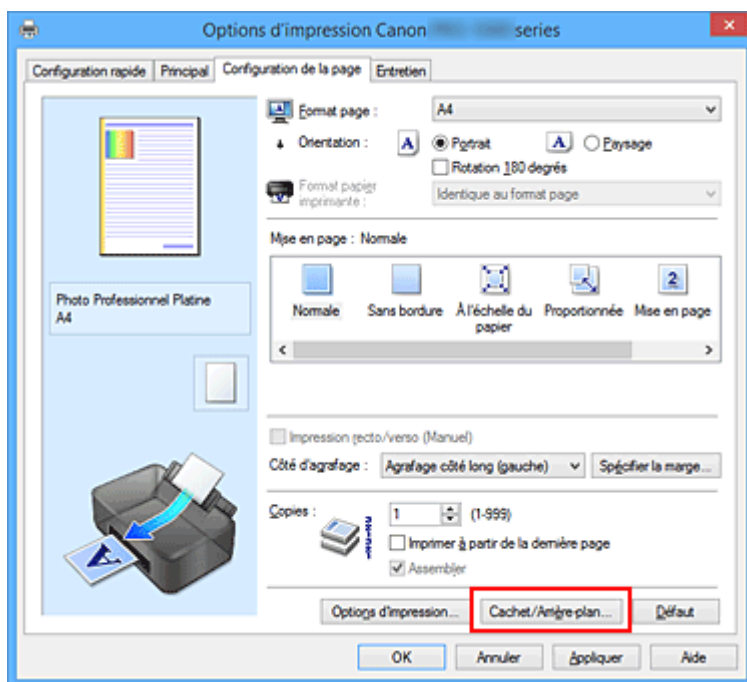 Options d'impression Canon series
Configuration rapide Principal Configuration de la page Entretien
Format page : A4
Orientation : A Portrait A Paysage
Rotation 180 degrés
Format papier imprimante : Identique au format page
Mise en page : Normale
2
Normale Sans bordure À l'échelle du papier Proportionnée Mise en page
Photo Professionnel Platine
A4
Impression recto/verso (Manuel)
Côté d'agrafage : Agrafage côté long (gauche) Spécifier la marge...
Copies : 1 (1-999)
Imprimer à partir de la dernière page
Assembler
A
Options d'impression... Cachet/Arrière-plan... Défaut
OK Annuler Appliquer Aide